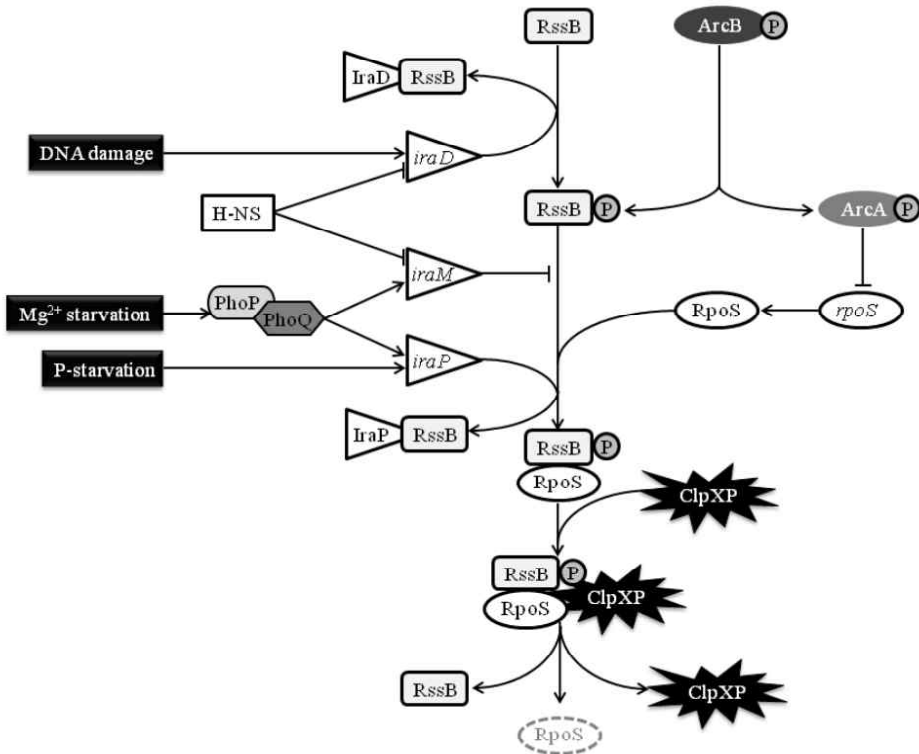 RssB
ArcB
P
IraD
RssB
DNA damage
iraD
H-NS
RssB
P
ArcA
P
iraM
PhoP
PhoQ
Mg²⁺ starvation
RpoS
rpoS
P-starvation
iraP
IraP
RssB
RssB
P
RpoS
ClpXP
RssB
P
RpoS
ClpXP
RssB
ClpXP
RpoS